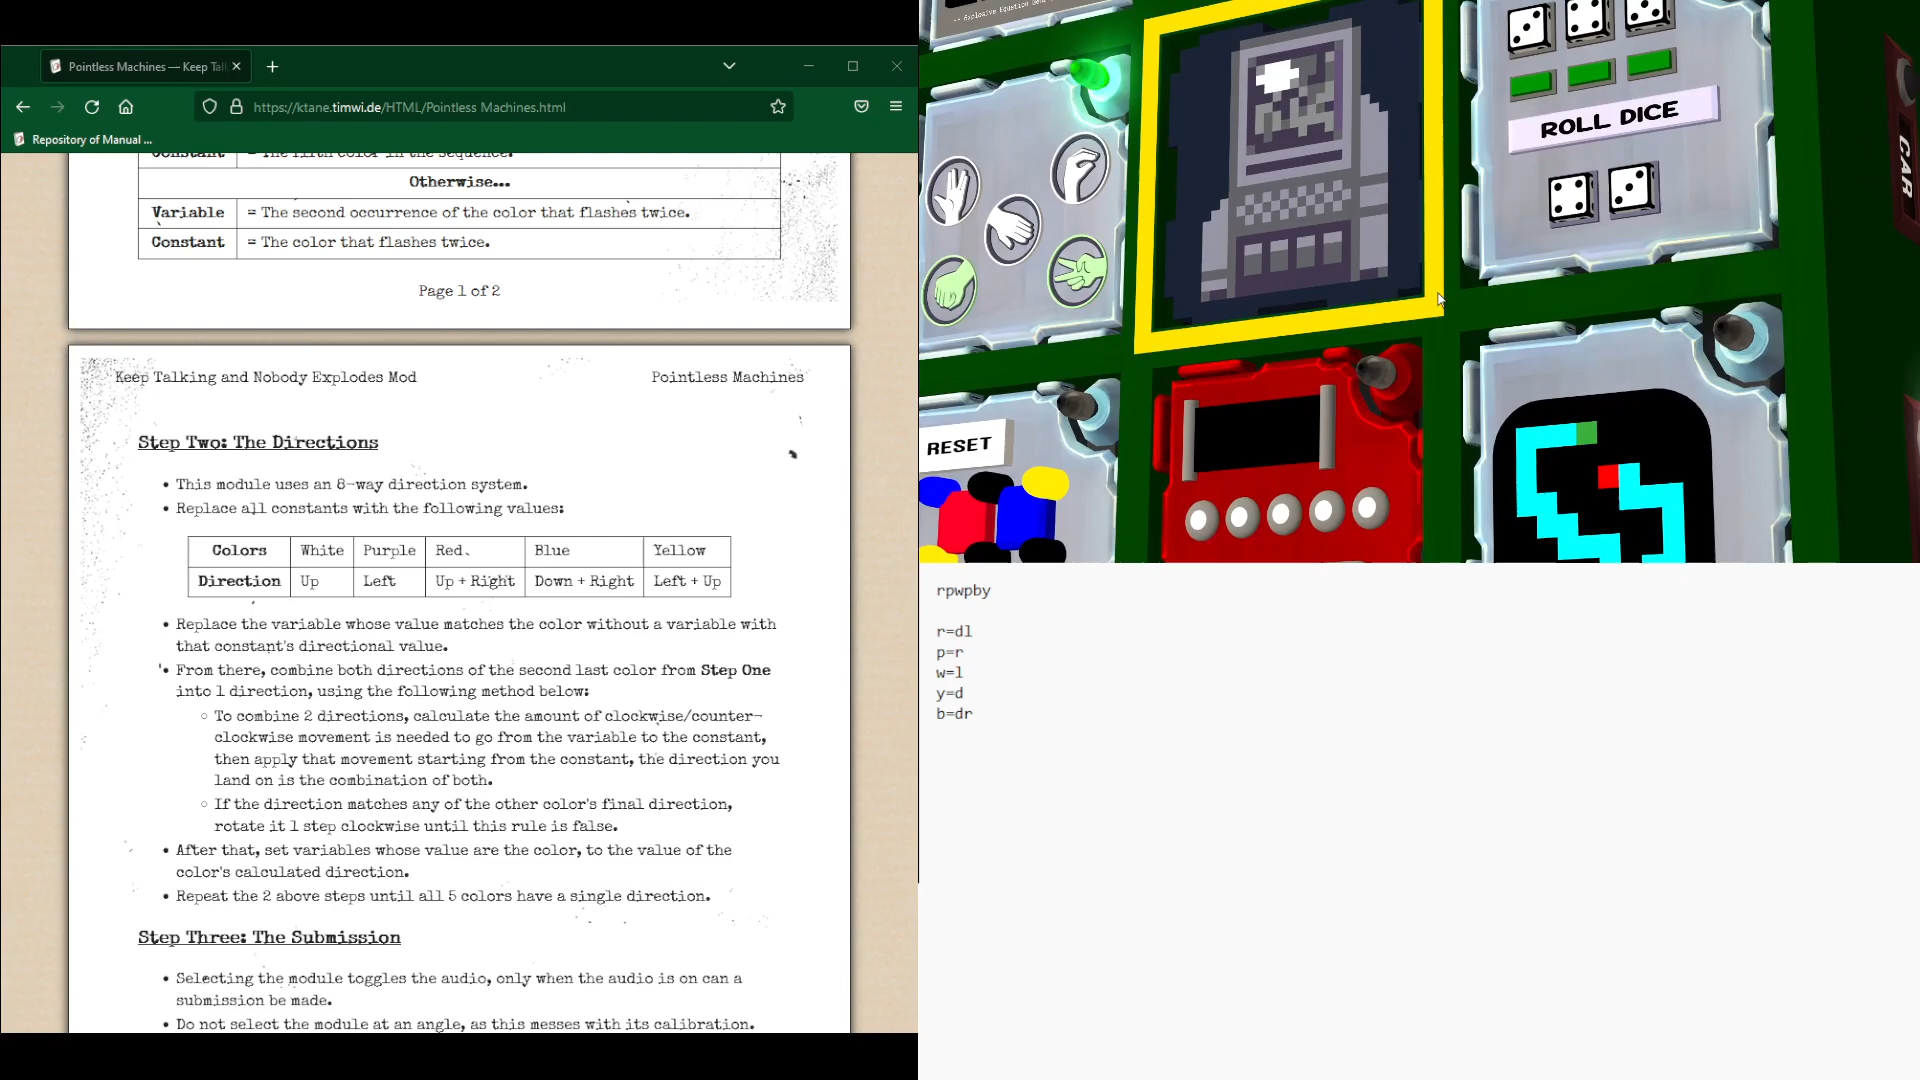 Pointless Machines — Keep Tal
https://ktane.timwi.de/HTML/Pointless Machines.html
Repository of Manual ...
Constant = The fifth color in the sequence.
Otherwise...
Variable = The second occurrence of the color that flashes twice.
Constant = The color that flashes twice.
Page 1 of 2
Keep Talking and Nobody Explodes Mod Pointless Machines
Step Two: The Directions
• This module uses an 8-way direction system.
• Replace all constants with the following values:
Colors White Purple Red Blue Yellow
Direction Up Left Up + Right Down + Right Left + Up
• Replace the variable whose value matches the color without a variable with
that constant's directional value.
• From there, combine both directions of the second last color from Step One
into 1 direction, using the following method below:
○ To combine 2 directions, calculate the amount of clockwise/counter-
clockwise movement is needed to go from the variable to the constant,
then apply that movement starting from the constant, the direction you
land on is the combination of both.
○ If the direction matches any of the other color's final direction,
rotate it 1 step clockwise until this rule is false.
• After that, set variables whose value are the color, to the value of the
color's calculated direction.
• Repeat the 2 above steps until all 5 colors have a single direction.
Step Three: The Submission
• Selecting the module toggles the audio, only when the audio is on can a
submission be made.
• Do not select the module at an angle, as this messes with its calibration.
-- Explosive Equation
ROLL DICE
CAR
RESET
rpwpby
r=dl
p=r
w=l
y=d
b=dr